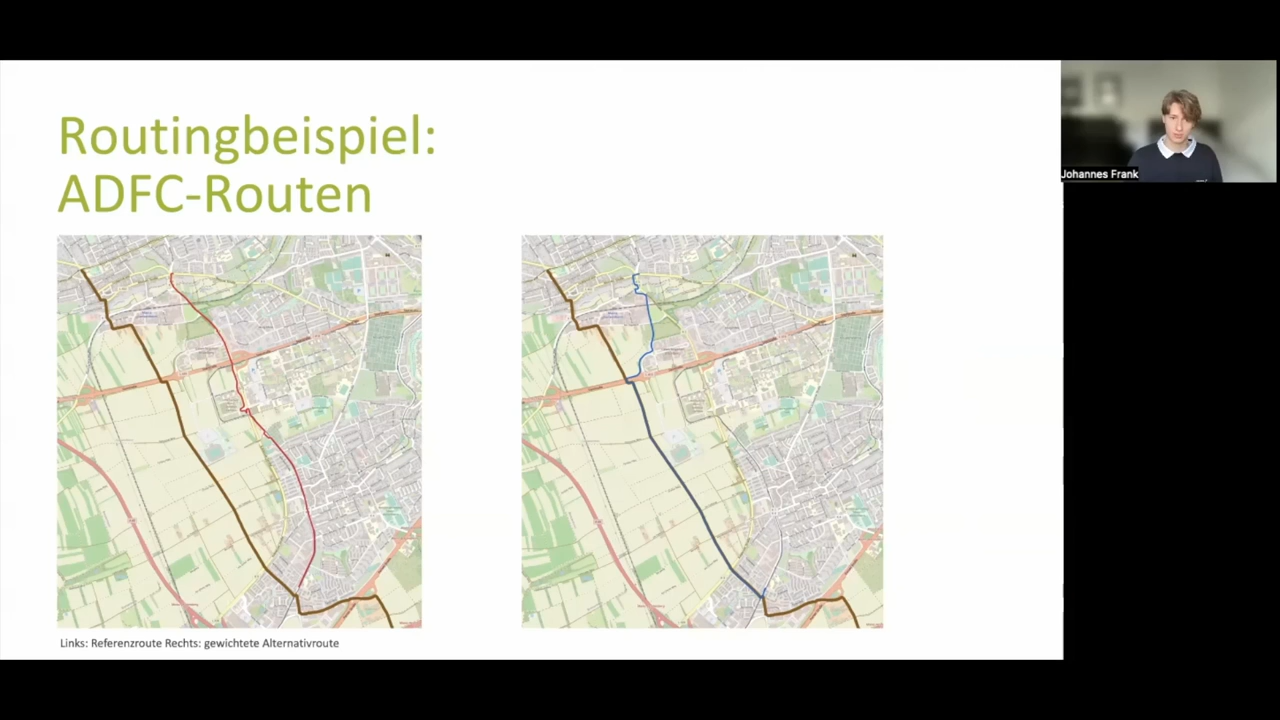 Routingbeispiel:
ADFC-Routen
Johannes Frank
Links: Referenzroute Rechts: gewichtete Alternativroute